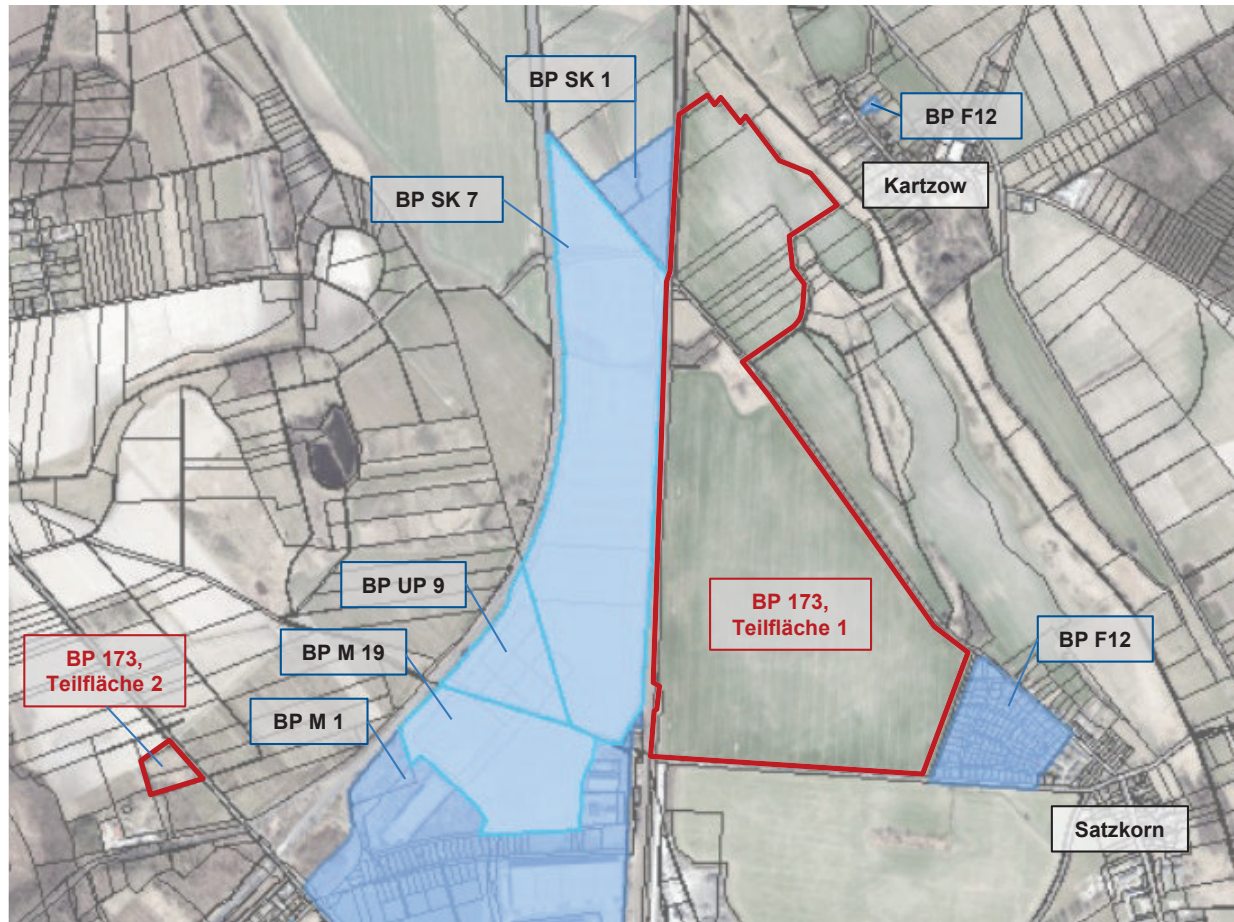 BP SK 1
BP F12
Kartzow
BP SK 7
BP UP 9
BP 173,
Teilfläche 1
BP M 19
BP F12
BP 173,
Teilfläche 2
BP M 1
Satzkorn